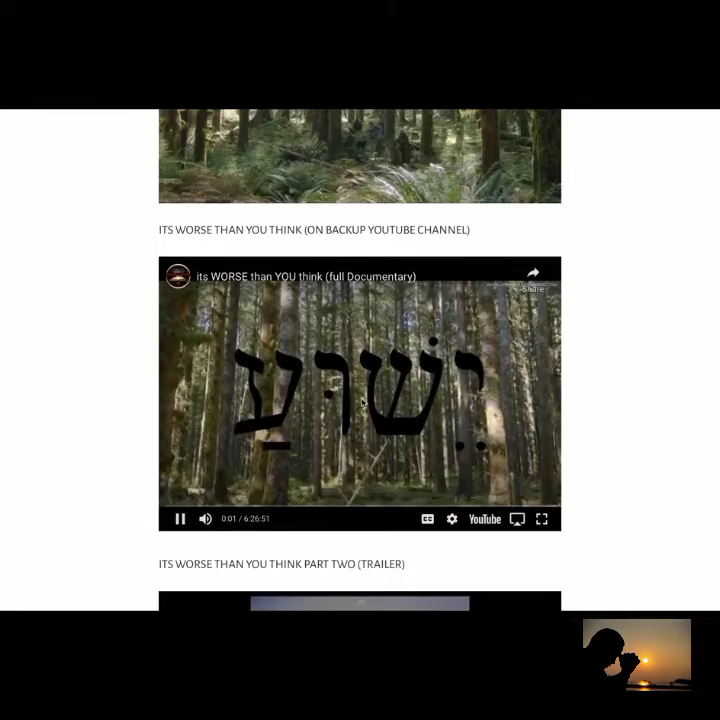 ITS WORSE THAN YOU THINK (ON BACKUP YOUTUBE CHANNEL)
its WORSE than YOU think (full Documentary)
Share
יֵשׁוּעַ
0:01 / 6:26:51
CC
YouTube
ITS WORSE THAN YOU THINK PART TWO (TRAILER)